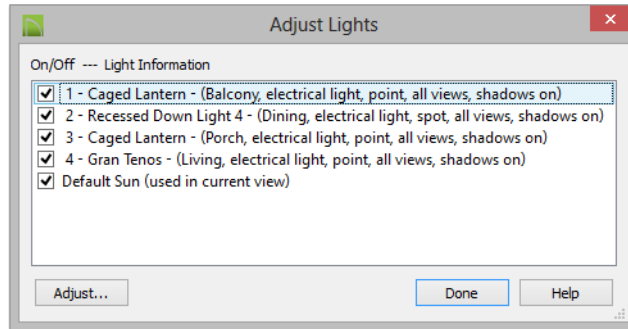 Adjust Lights
On/Off --- Light Information
1 - Caged Lantern - (Balcony, electrical light, point, all views, shadows on)
2 - Recessed Down Light 4 - (Dining, electrical light, spot, all views, shadows on)
3 - Caged Lantern - (Porch, electrical light, point, all views, shadows on)
4 - Gran Tenos - (Living, electrical light, point, all views, shadows on)
Default Sun (used in current view)
Adjust... Done Help